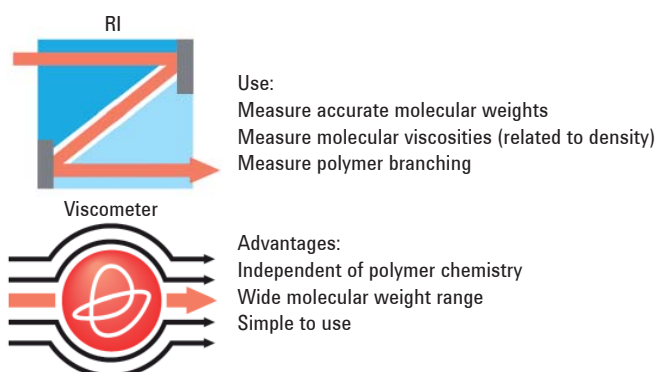 RI
Use:
Measure accurate molecular weights
Measure molecular viscosities (related to density)
Measure polymer branching
Viscometer
Advantages:
Independent of polymer chemistry
Wide molecular weight range
Simple to use